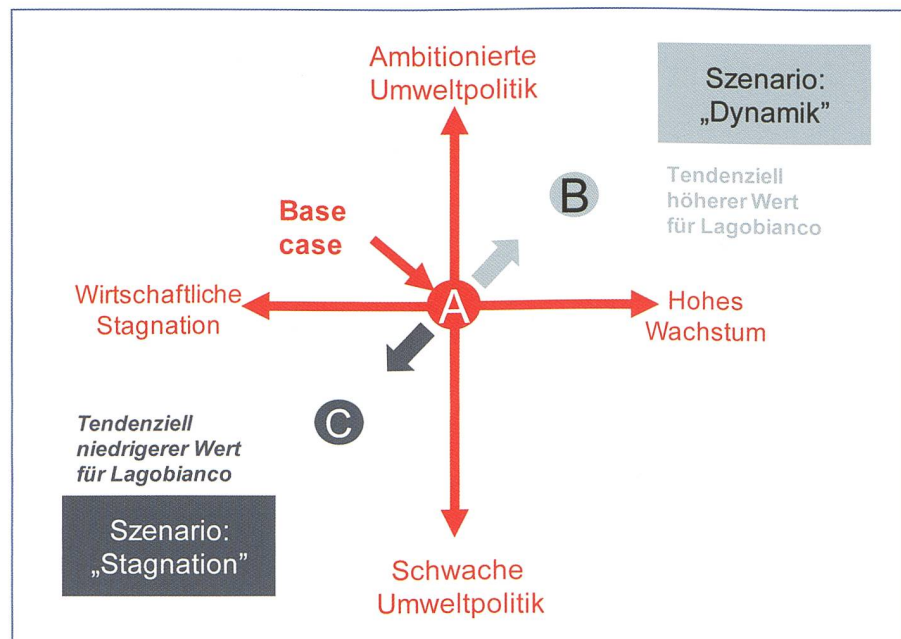 Ambitionierte
Umweltpolitik
Szenario:
„Dynamik”
Tendenziell
höherer Wert
für Lagobianco
B
Base
case
A
Wirtschaftliche
Stagnation
Hohes
Wachstum
C
Tendenziell
niedrigerer Wert
für Lagobianco
Szenario:
„Stagnation”
Schwache
Umweltpolitik